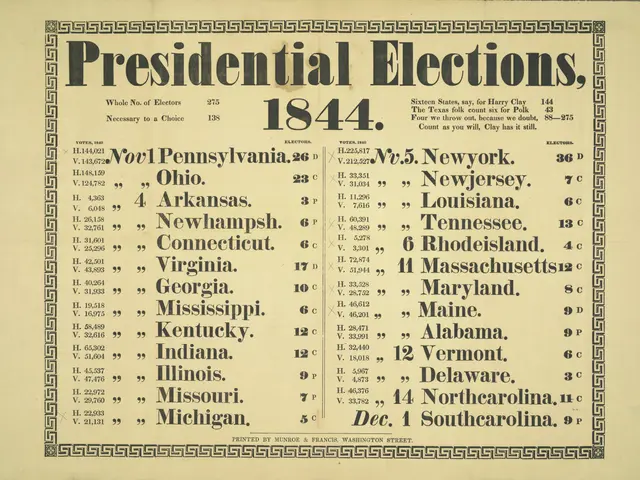 Presidential Elections,
1844.
Whole No. of Electors 275
Necessary to a Choice 138
Sixteen States, say, for Harry Clay 144
The Texas folk count six for Polk 43
Four we throw out, because we doubt, 88—275
Count as you will, Clay has it still.
VOTES, 1840 ELECTORS.
H.144,021
V.143,672 Nov 1 Pennsylvania. 26 D
H.148,159
V.124,782 „ „ Ohio. 23 C
H. 4,363
V. 6,048 „ 4 Arkansas. 3 P
H. 26,158
V. 32,761 „ „ Newhampsh. 6 P
H. 31,601
V. 25,296 „ „ Connecticut. 6 C
H. 42,501
V. 43,893 „ „ Virginia. 17 D
H. 40,264
V. 31,933 „ „ Georgia. 10 C
H. 19,518
V. 16,975 „ „ Mississippi. 6 C
H. 58,489
V. 32,616 „ „ Kentucky. 12 C
H. 65,302
V. 51,604 „ „ Indiana. 12 C
H. 45,537
V. 47,476 „ „ Illinois. 9 P
H. 22,972
V. 29,760 „ „ Missouri. 7 P
H. 22,933
V. 21,131 „ „ Michigan. 5 C
VOTES, 1840 ELECTORS.
H.225,817
V.212,527 Nv. 5. Newyork. 36 D
H. 33,351
V. 31,034 „ „ Newjersey. 7 C
H. 11,296
V. 7,616 „ „ Louisiana. 6 C
H. 60,391
V. 48,289 „ „ Tennessee. 13 C
H. 5,278
V. 3,301 „ 6 Rhodeisland. 4 C
H. 72,874
V. 51,944 „ 11 Massachusetts 12 C
H. 33,528
V. 28,752 „ „ Maryland. 8 C
H. 46,612
V. 46,201 „ „ Maine. 9 D
H. 28,471
V. 33,991 „ „ Alabama. 9 P
H. 32,440
V. 18,018 „ 12 Vermont. 6 C
H. 5,967
V. 4,873 „ „ Delaware. 3 C
H. 46,376
V. 33,782 „ 14 Northcarolina. 11 C
Dec. 1 Southcarolina. 9 P
PRINTED BY MUNROE & FRANCIS, WASHINGTON STREET.